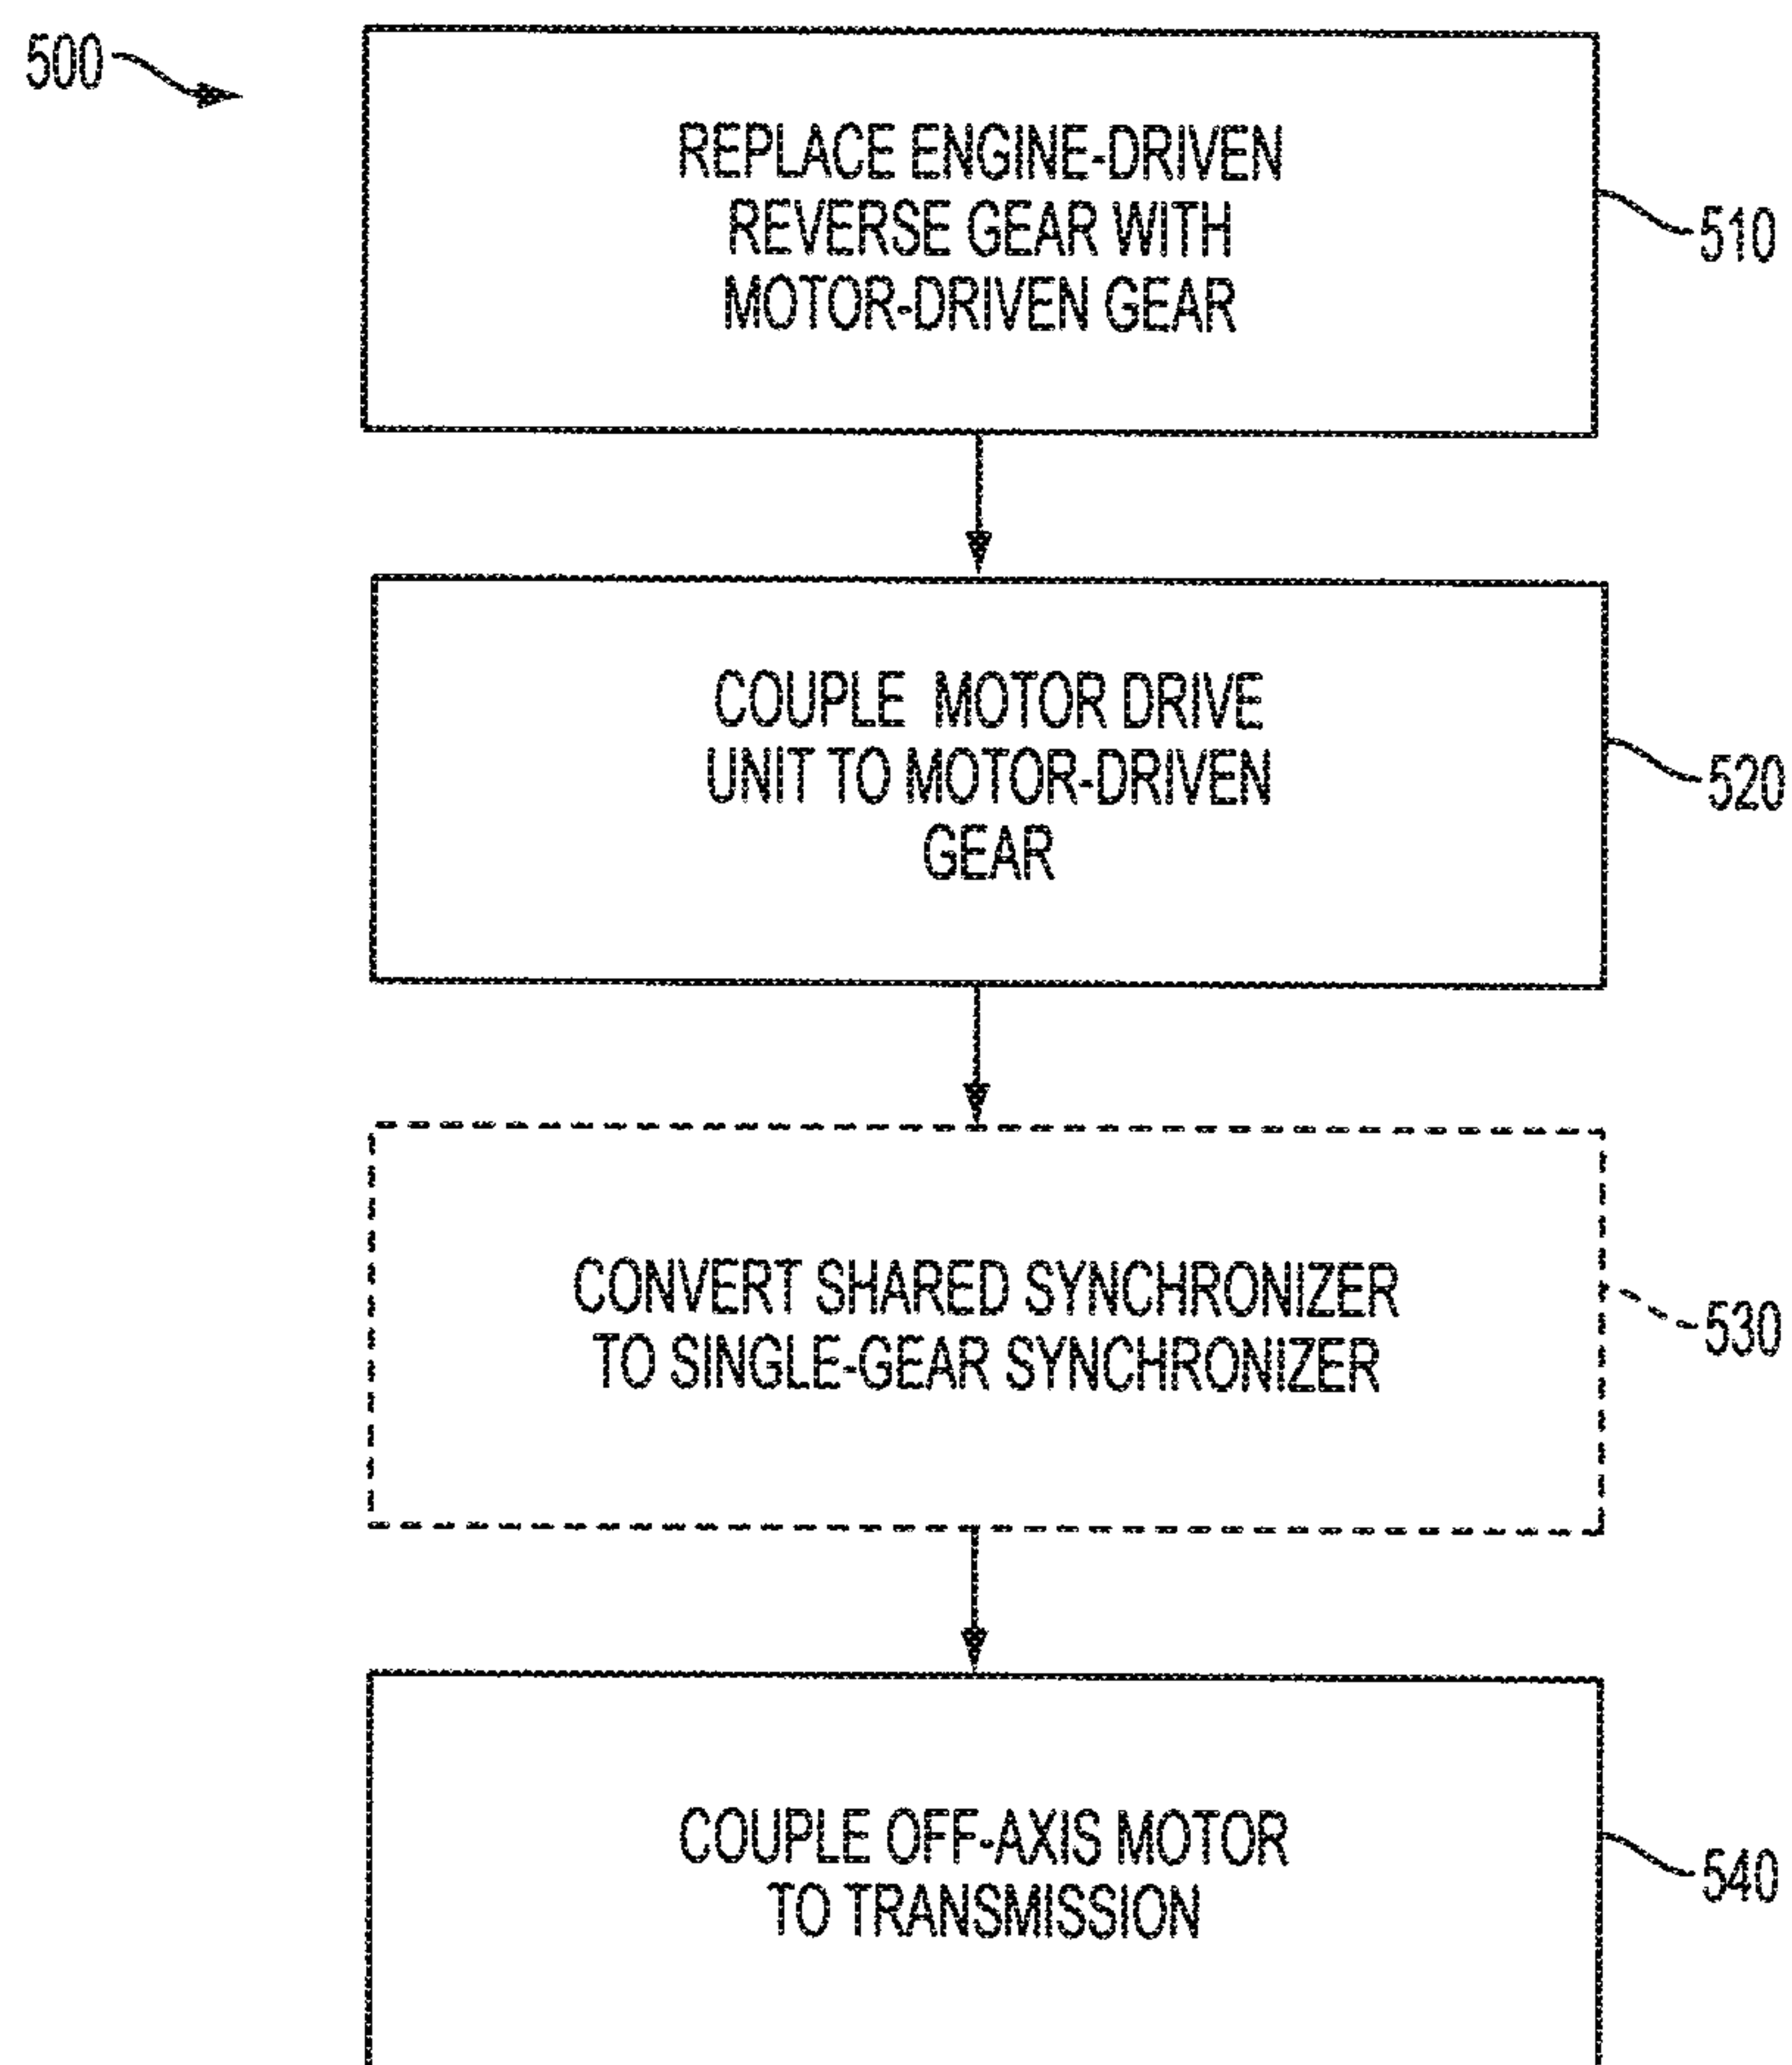 500
REPLACE ENGINE-DRIVEN
REVERSE GEAR WITH
MOTOR-DRIVEN GEAR
510
COUPLE MOTOR DRIVE
UNIT TO MOTOR-DRIVEN
GEAR
520
CONVERT SHARED SYNCHRONIZER
TO SINGLE-GEAR SYNCHRONIZER
530
COUPLE OFF-AXIS MOTOR
TO TRANSMISSION
540